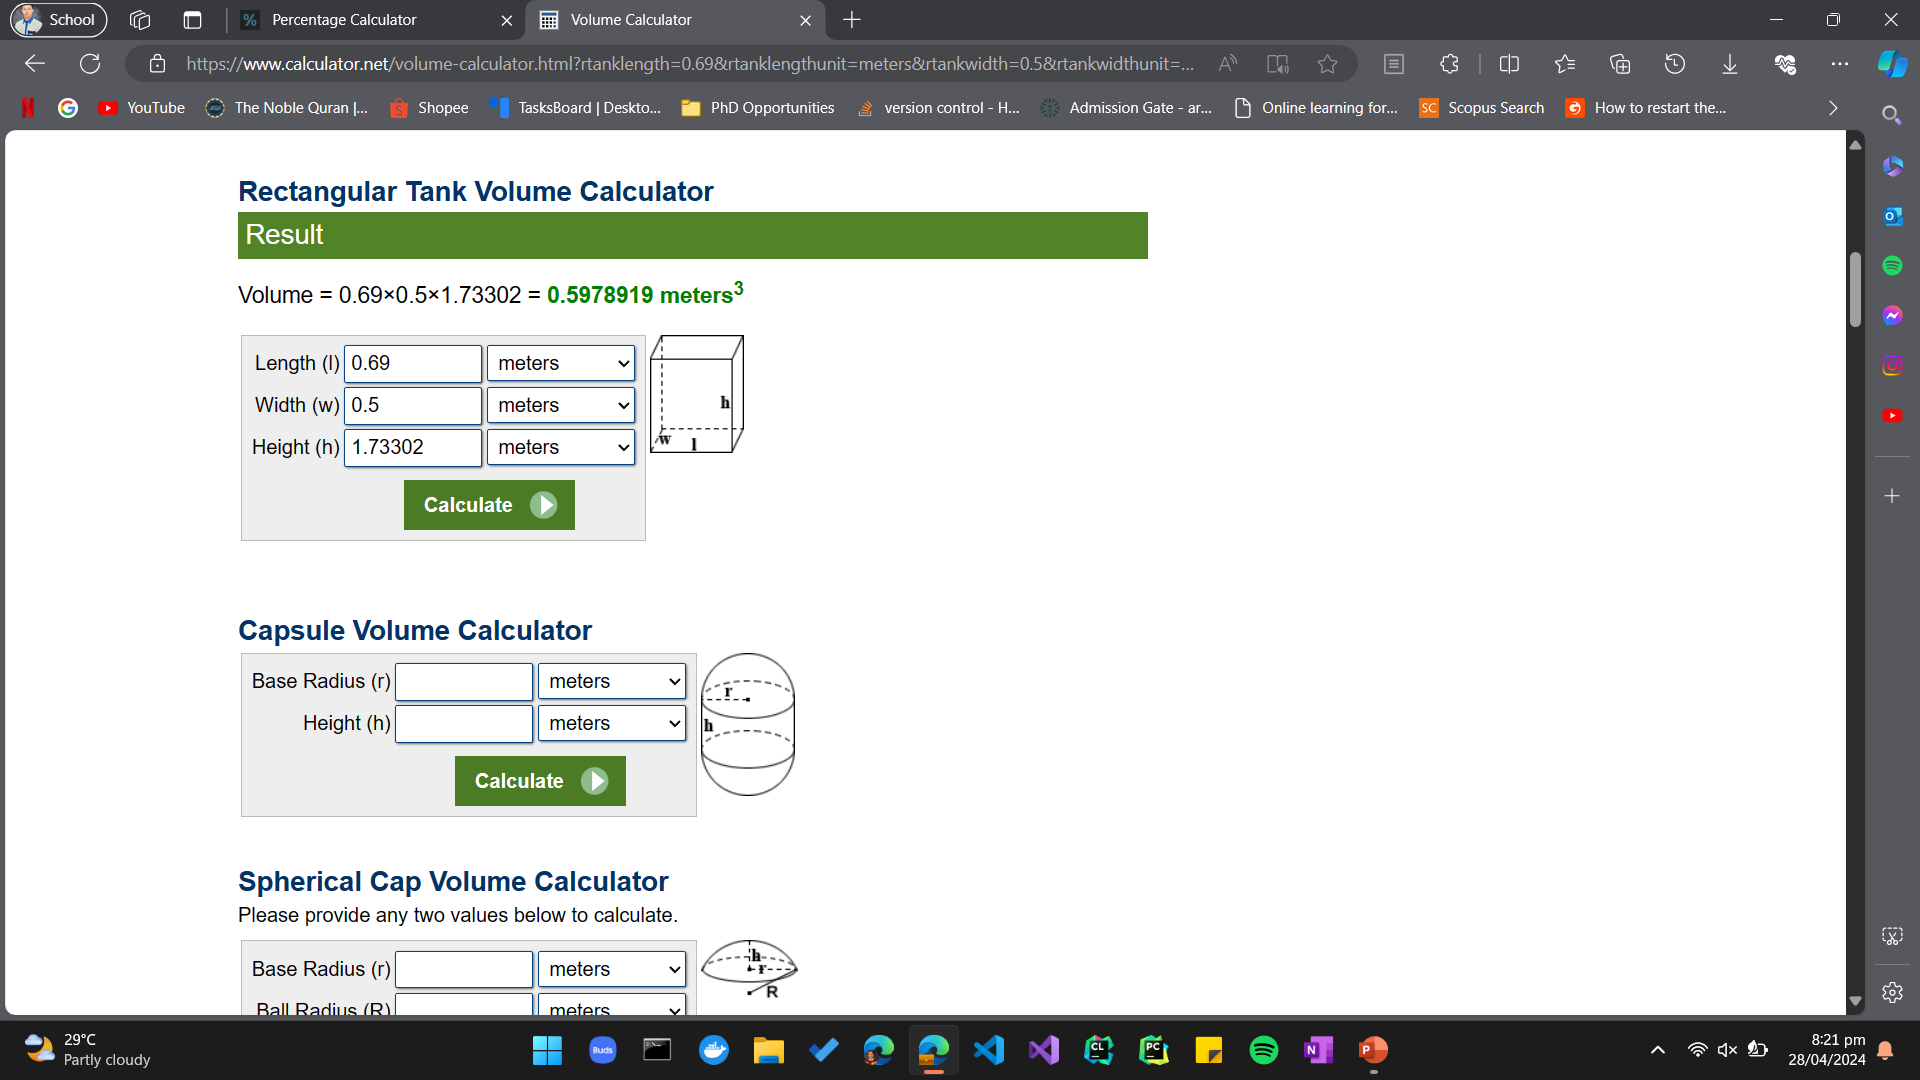 School
Percentage Calculator
Volume Calculator
https://www.calculator.net/volume-calculator.html?rtanklength=0.69&rtanklengthunit=meters&rtankwidth=0.5&rtankwidthunit=...
YouTube
The Noble Quran |...
Shopee
TasksBoard | Deskto...
PhD Opportunities
version control - H...
Admission Gate - ar...
Online learning for...
SC Scopus Search
How to restart the...
Rectangular Tank Volume Calculator
Result
Volume = 0.69×0.5×1.73302 = 0.5978919 meters³
Length (l) 0.69 meters
Width (w) 0.5 meters
Height (h) 1.73302 meters
h
w
l
Calculate
Capsule Volume Calculator
Base Radius (r) meters
Height (h) meters
r
h
Calculate
Spherical Cap Volume Calculator
Please provide any two values below to calculate.
Base Radius (r) meters
Ball Radius (R) meters
h
r
R
29°C
Partly cloudy
Buds
CL
PC
N
P
8:21 pm
28/04/2024